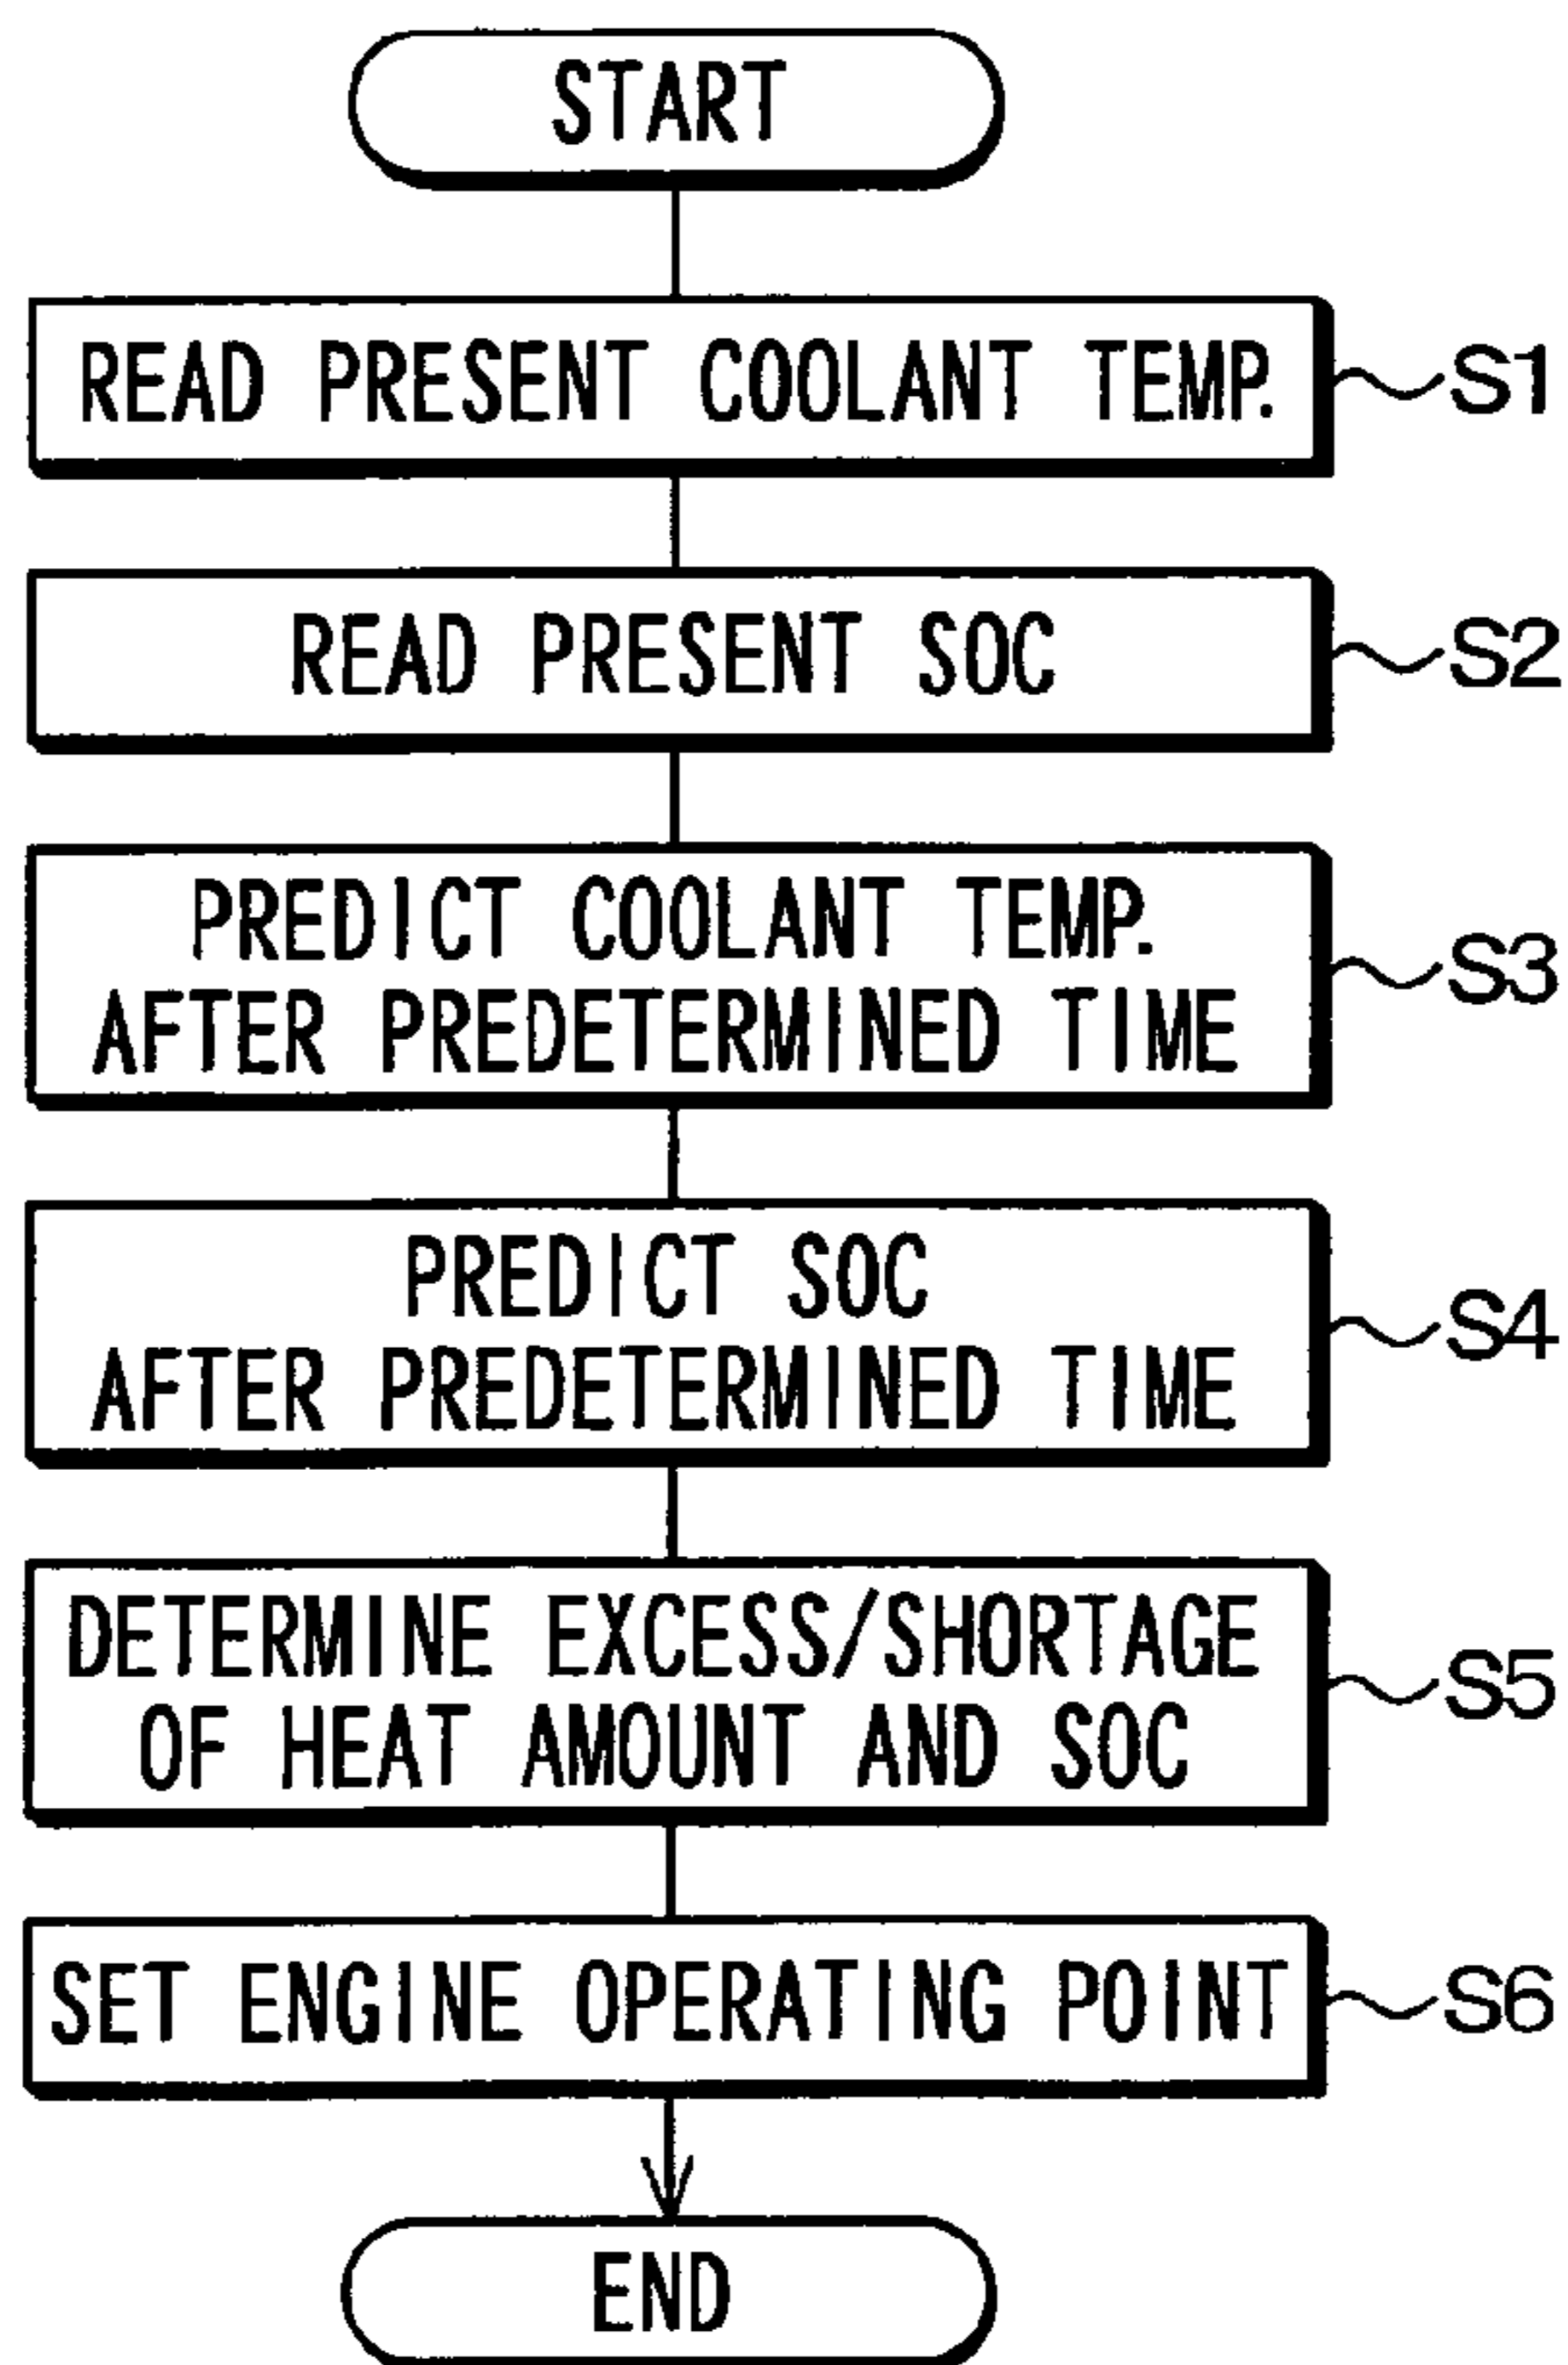 START
READ PRESENT COOLANT TEMP.
S1
READ PRESENT SOC
S2
PREDICT COOLANT TEMP.
AFTER PREDETERMINED TIME
S3
PREDICT SOC
AFTER PREDETERMINED TIME
S4
DETERMINE EXCESS/SHORTAGE
OF HEAT AMOUNT AND SOC
S5
SET ENGINE OPERATING POINT
S6
END